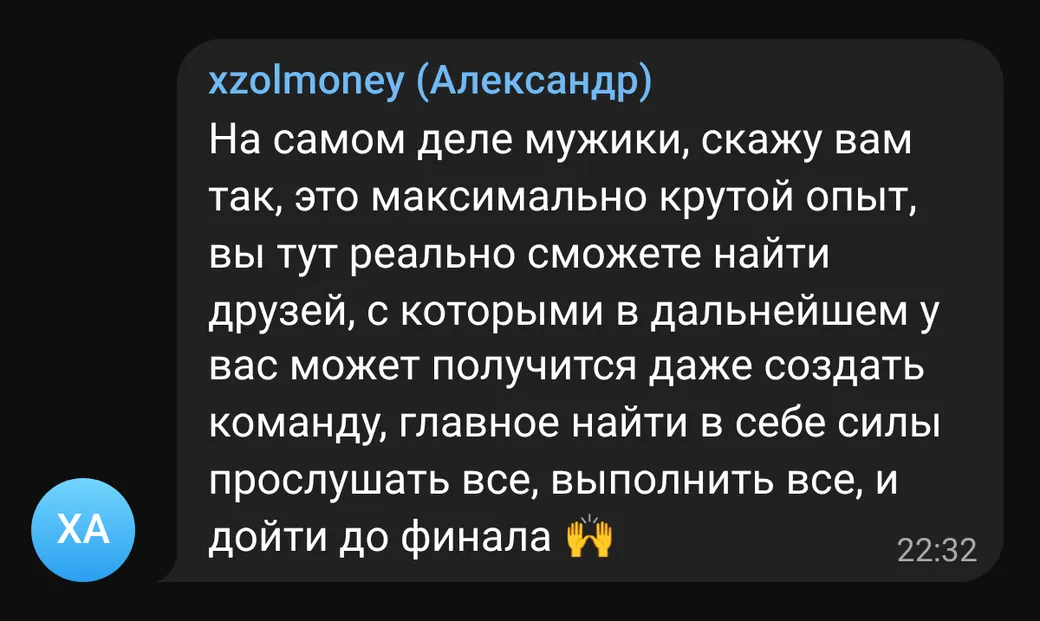 xzolmoney (Александр)
На самом деле мужики, скажу вам
так, это максимально крутой опыт,
вы тут реально сможете найти
друзей, с которыми в дальнейшем у
вас может получится даже создать
команду, главное найти в себе силы
прослушать все, выполнить все, и
дойти до финала 🙌
22:32
XA